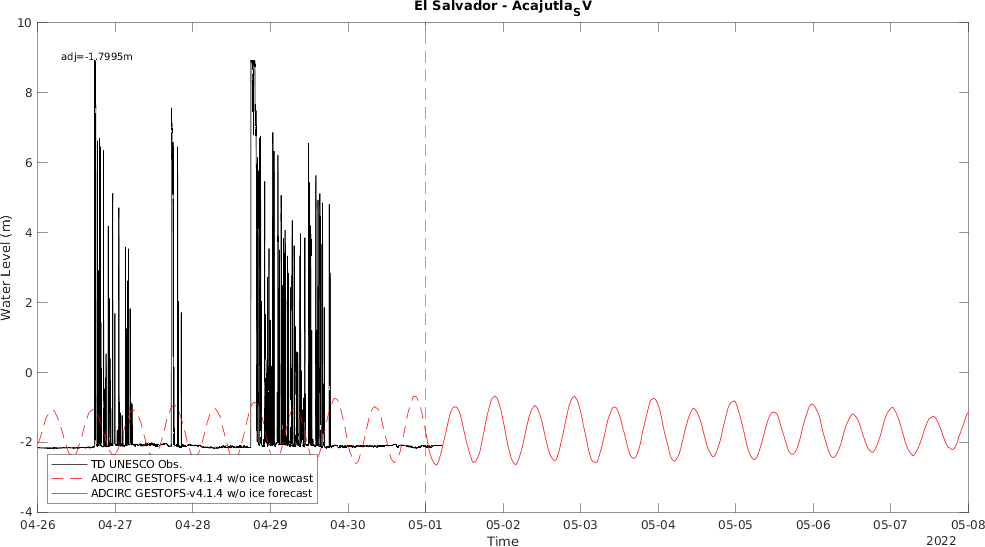 El Salvador - AcajutlaSV
10
adj=-1.7995m
8
6
4
2
0
-2
-4
Water Level (m)
TD UNESCO Obs.
ADCIRC GESTOFS-v4.1.4 w/o ice nowcast
ADCIRC GESTOFS-v4.1.4 w/o ice forecast
04-26 04-27 04-28 04-29 04-30 05-01 05-02 05-03 05-04 05-05 05-06 05-07 05-08
Time
2022